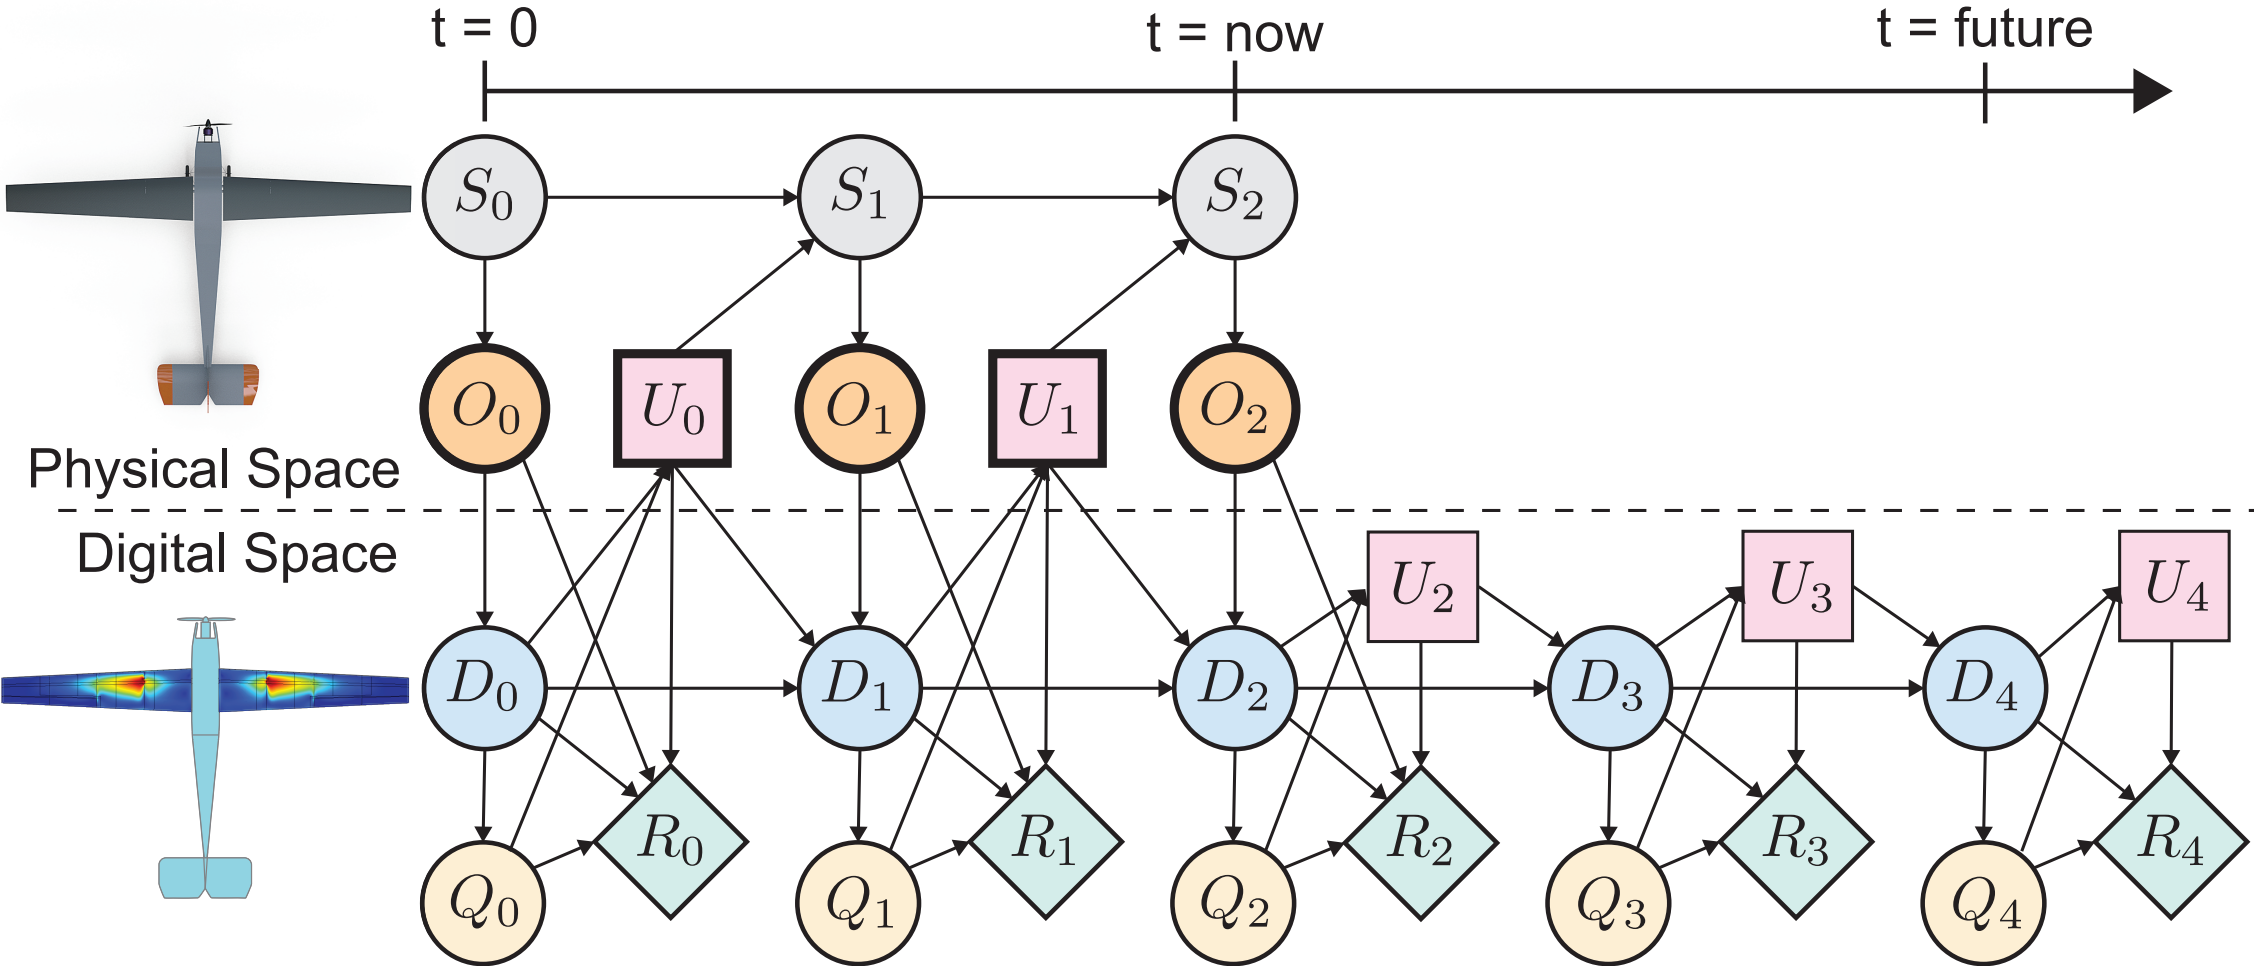 t = 0
t = now
t = future
S₀
S₁
S₂
O₀
U₀
O₁
U₁
O₂
Physical Space
Digital Space
U₂
U₃
U₄
D₀
D₁
D₂
D₃
D₄
R₀
R₁
R₂
R₃
R₄
Q₀
Q₁
Q₂
Q₃
Q₄